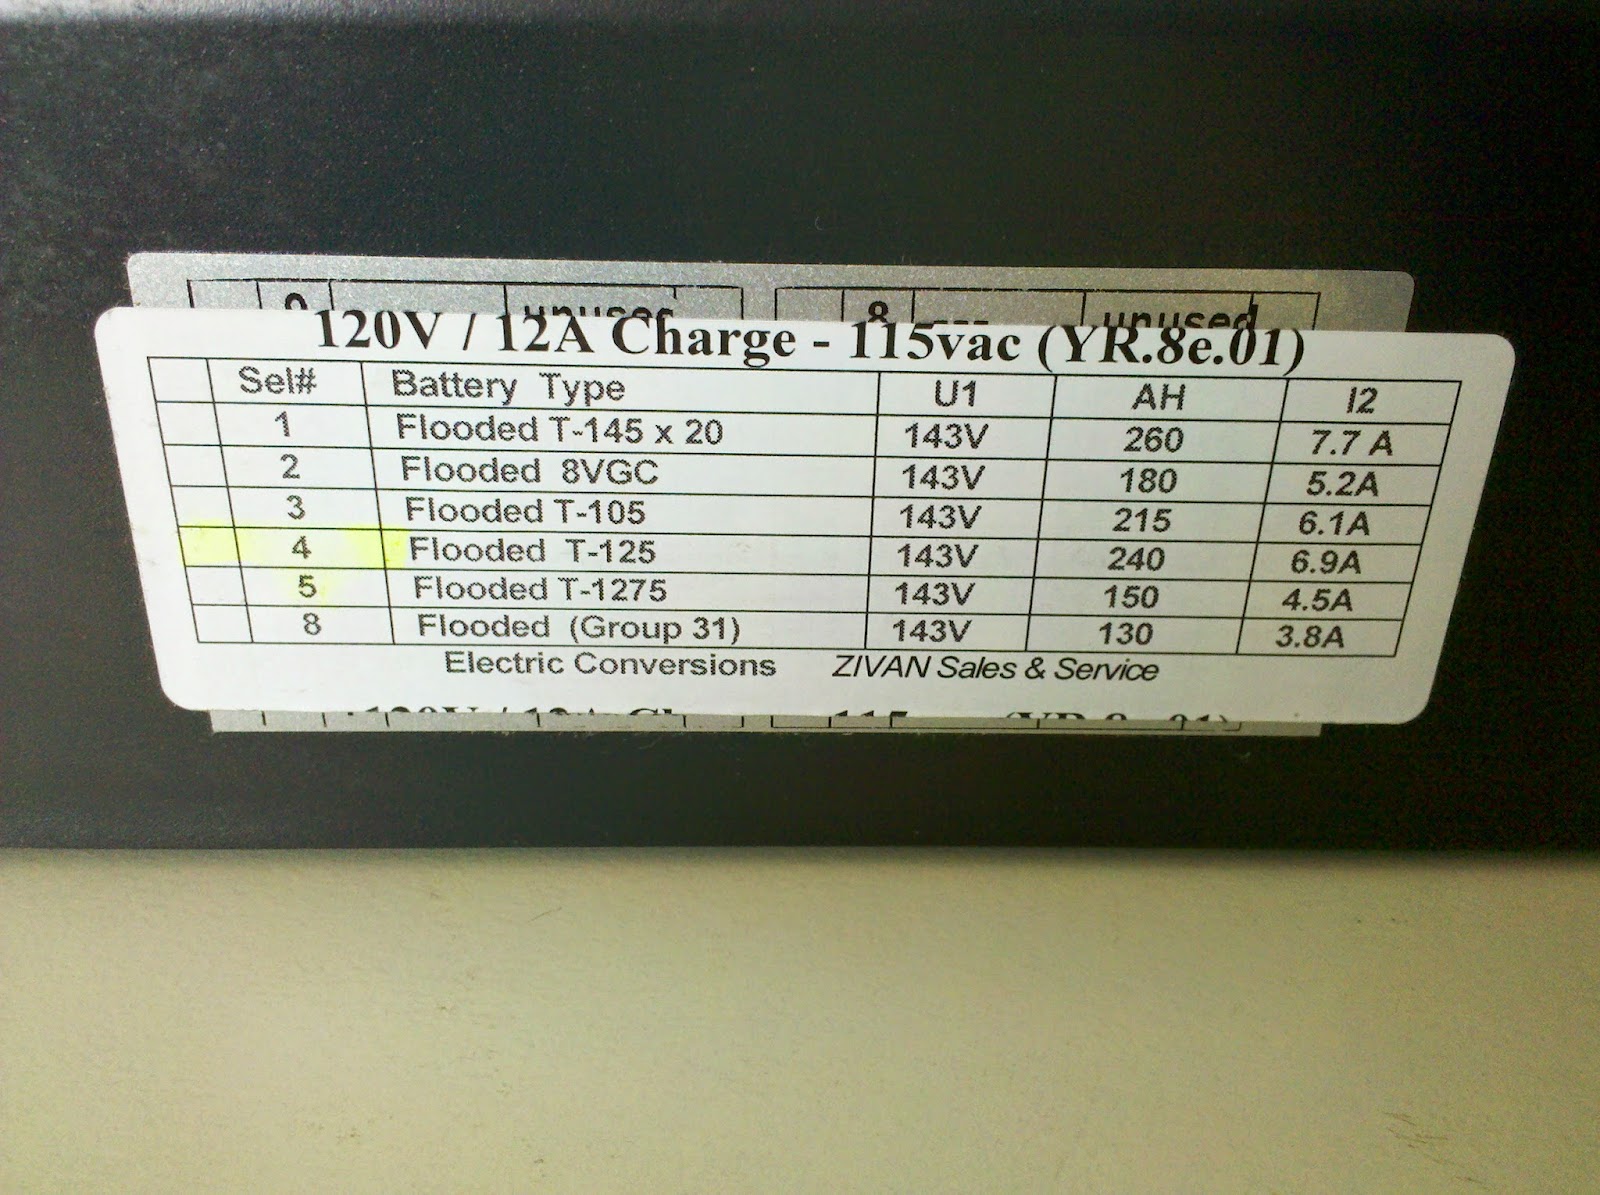 unused 8 --- unused
120V / 12A Charge - 115vac (YR.8e.01)
Sel# Battery Type U1 AH I2
1 Flooded T-145 x 20 143V 260 7.7 A
2 Flooded 8VGC 143V 180 5.2A
3 Flooded T-105 143V 215 6.1A
4 Flooded T-125 143V 240 6.9A
5 Flooded T-1275 143V 150 4.5A
8 Flooded (Group 31) 143V 130 3.8A
Electric Conversions ZIVAN Sales & Service